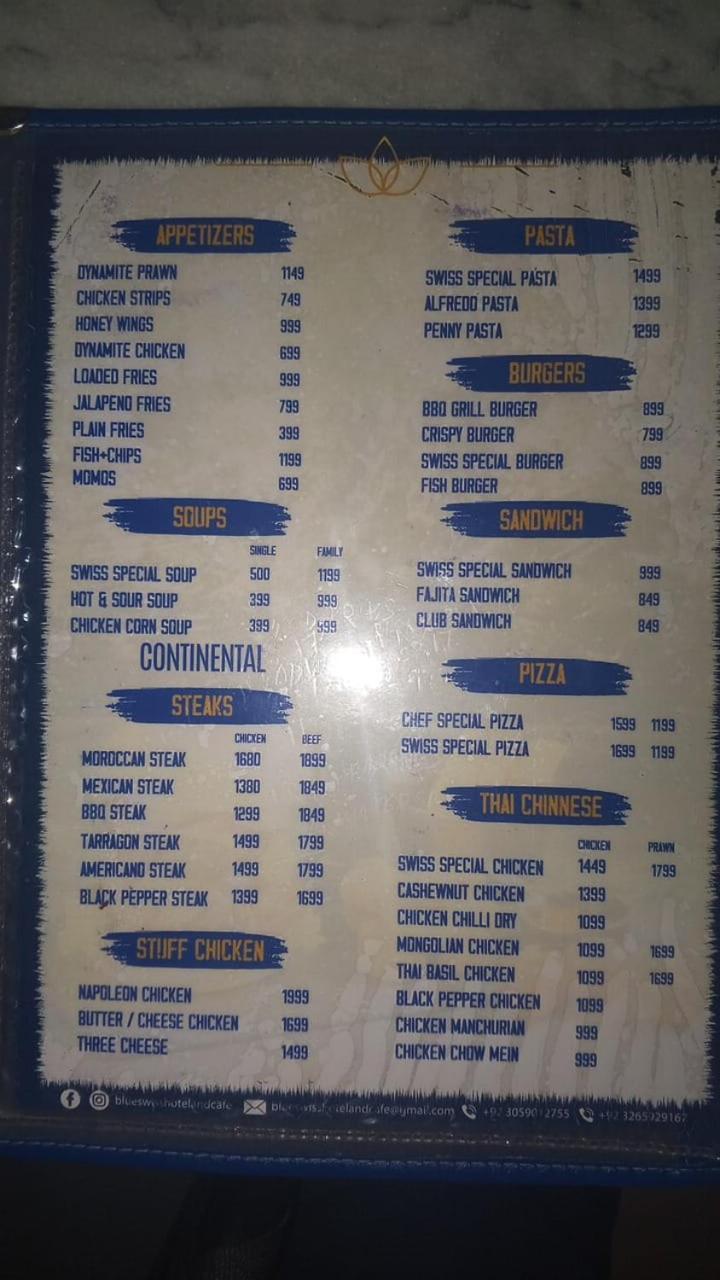 APPETIZERS
DYNAMITE PRAWN 1149
CHICKEN STRIPS 749
HONEY WINGS 999
DYNAMITE CHICKEN 699
LOADED FRIES 999
JALAPENO FRIES 799
PLAIN FRIES 399
FISH+CHIPS 1199
MOMOS 699
SOUPS
SINGLE FAMILY
SWISS SPECIAL SOUP 500 1199
HOT & SOUR SOUP 399 999
CHICKEN CORN SOUP 399
CONTINENTAL
STEAKS
CHICKEN BEEF
MOROCCAN STEAK 1680 1899
MEXICAN STEAK 1380 1849
BBQ STEAK 1299 1849
TARRAGON STEAK 1499 1799
AMERICANO STEAK 1499 1799
BLACK PEPPER STEAK 1399 1699
STUFF CHICKEN
NAPOLEON CHICKEN 1999
BUTTER / CHEESE CHICKEN 1699
THREE CHEESE 1499
PASTA
SWISS SPECIAL PASTA 1499
ALFREDO PASTA 1399
PENNY PASTA 1299
BURGERS
BBQ GRILL BURGER 899
CRISPY BURGER 799
SWISS SPECIAL BURGER 899
FISH BURGER 899
SANDWICH
SWISS SPECIAL SANDWICH 999
FAJITA SANDWICH 849
CLUB SANDWICH 849
PIZZA
CHEF SPECIAL PIZZA 1599 1199
SWISS SPECIAL PIZZA 1699 1199
THAI CHINNESE
CHICKEN PRAWN
SWISS SPECIAL CHICKEN 1449 1799
CASHEWNUT CHICKEN 1399
CHICKEN CHILLI DRY 1099
MONGOLIAN CHICKEN 1099 1699
THAI BASIL CHICKEN 1099 1699
BLACK PEPPER CHICKEN 1099
CHICKEN MANCHURIAN 999
CHICKEN CHOW MEIN 999
blueswisshotelandcafe blueswisshotelandcafe@gmail.com +92 +92